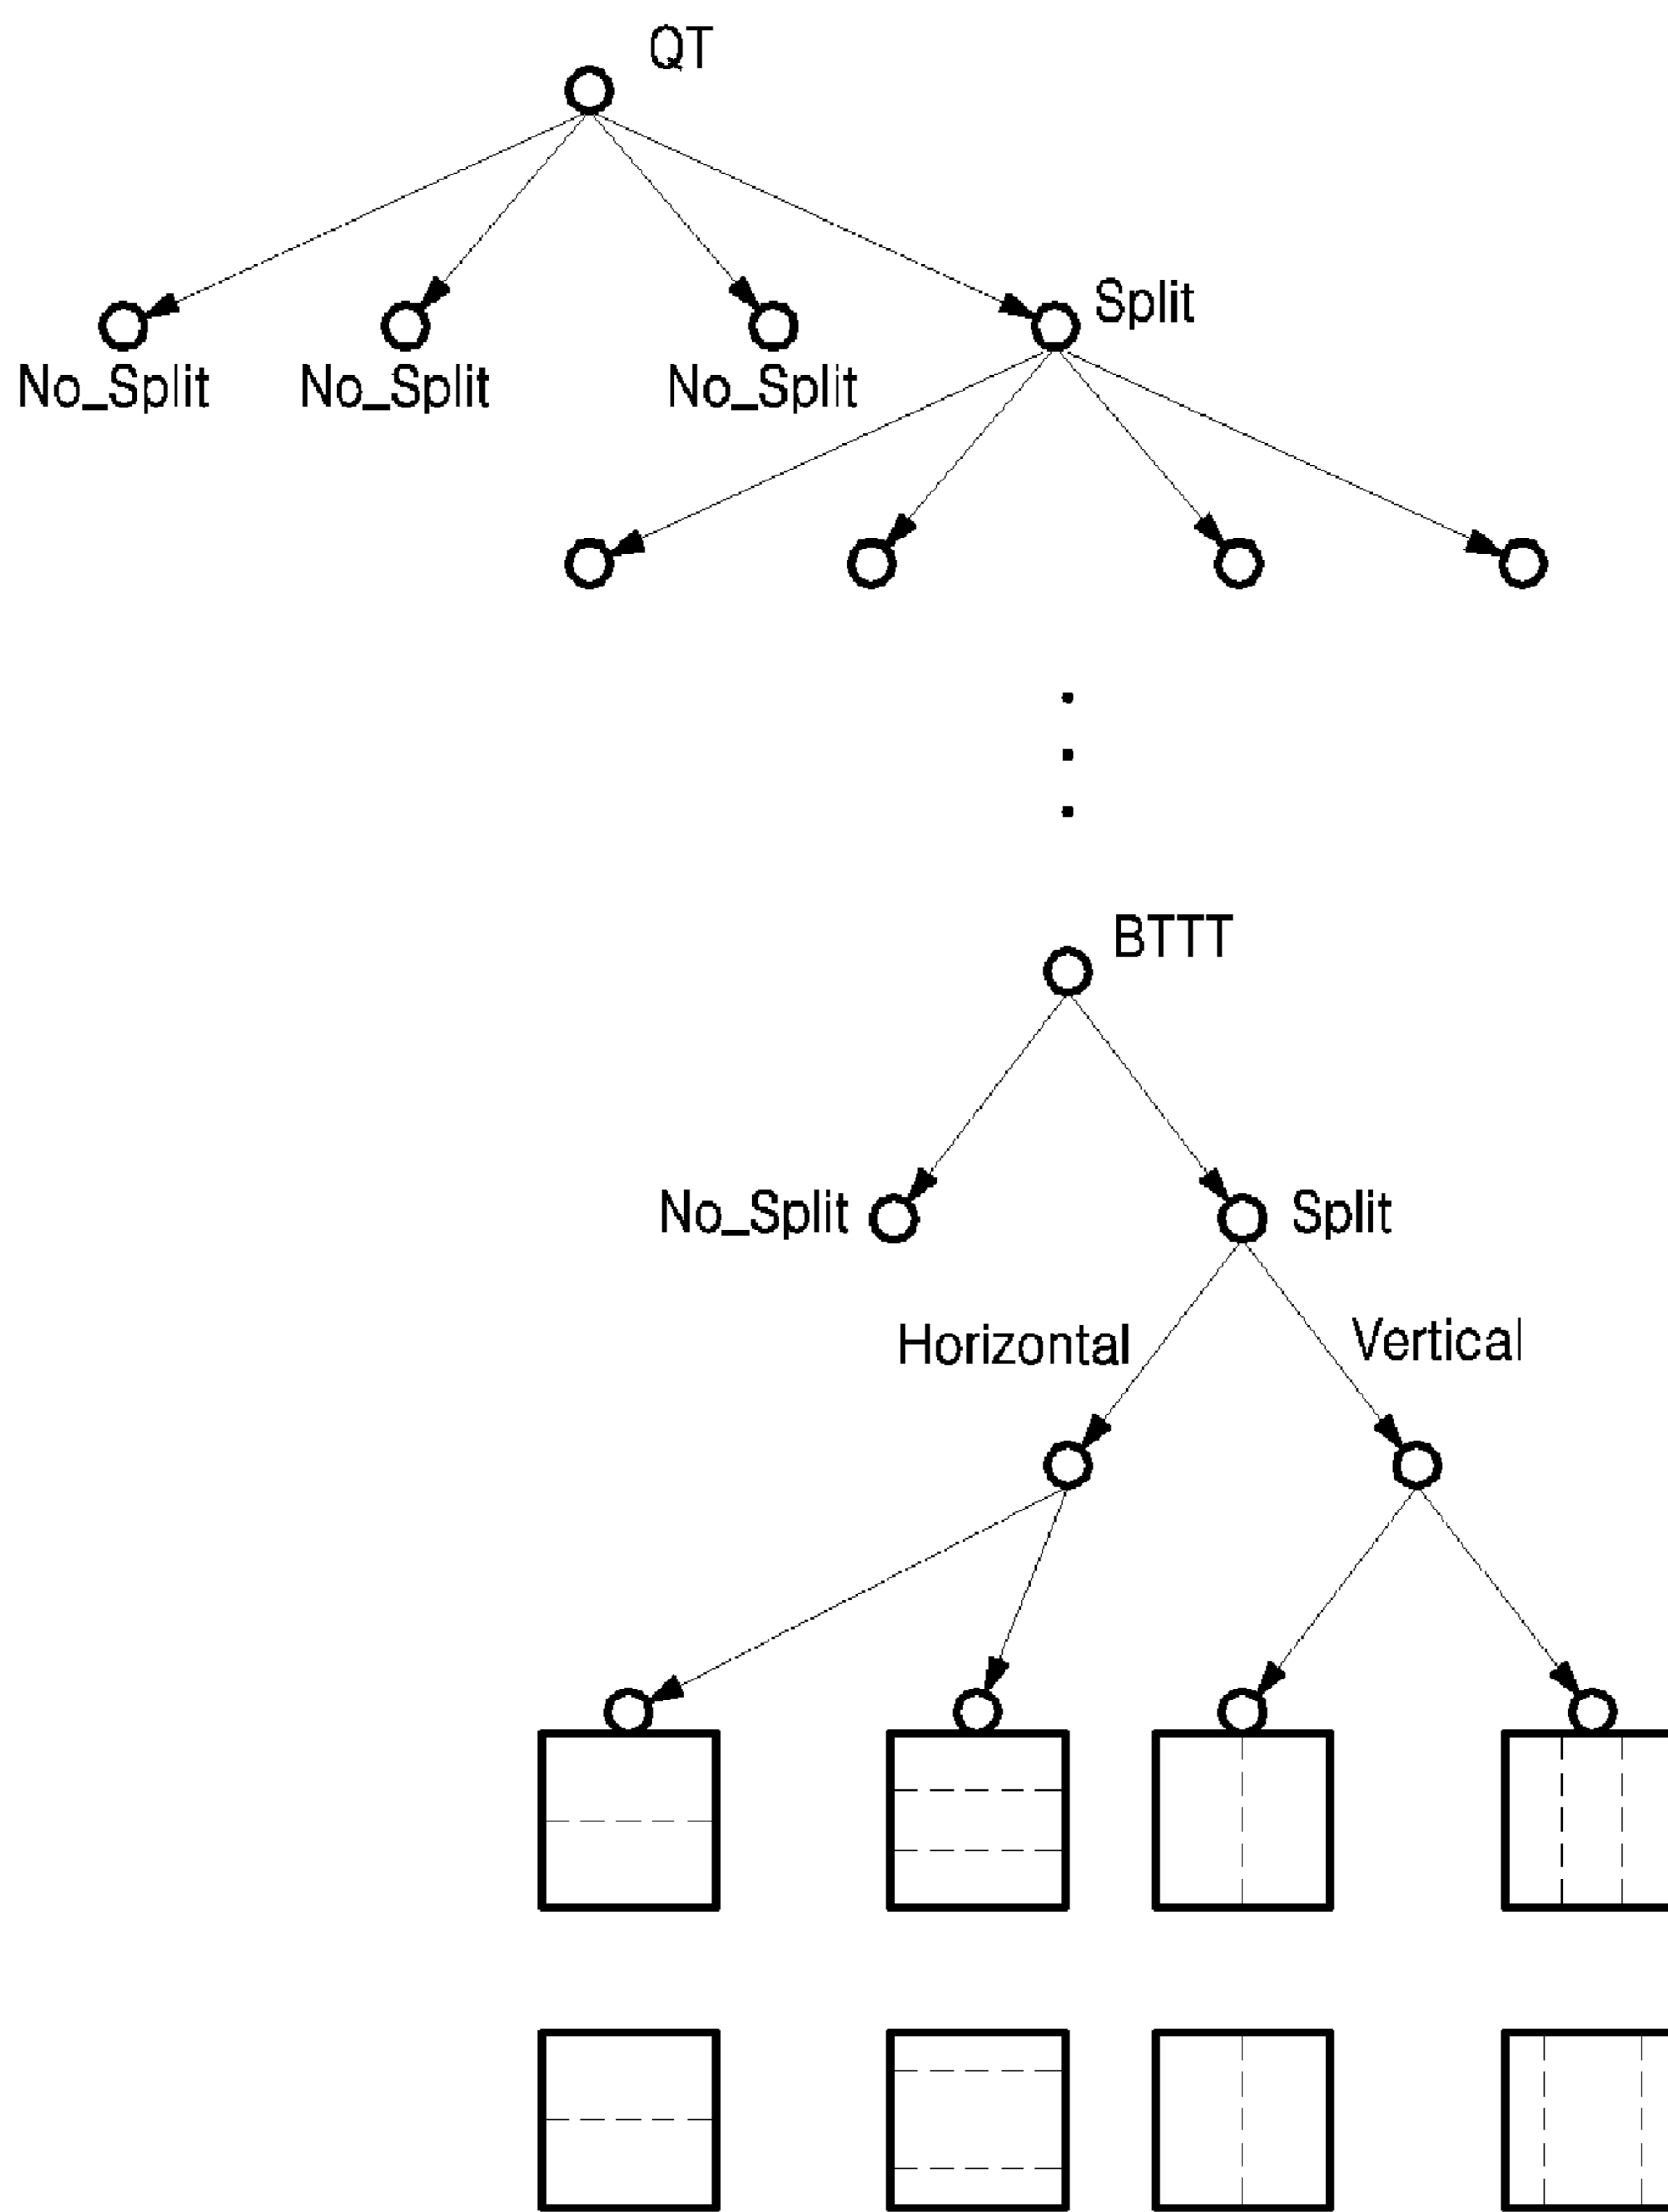 QT
Split
No_Split
No_Split
No_Split
BTTT
No_Split
Split
Horizontal
Vertical